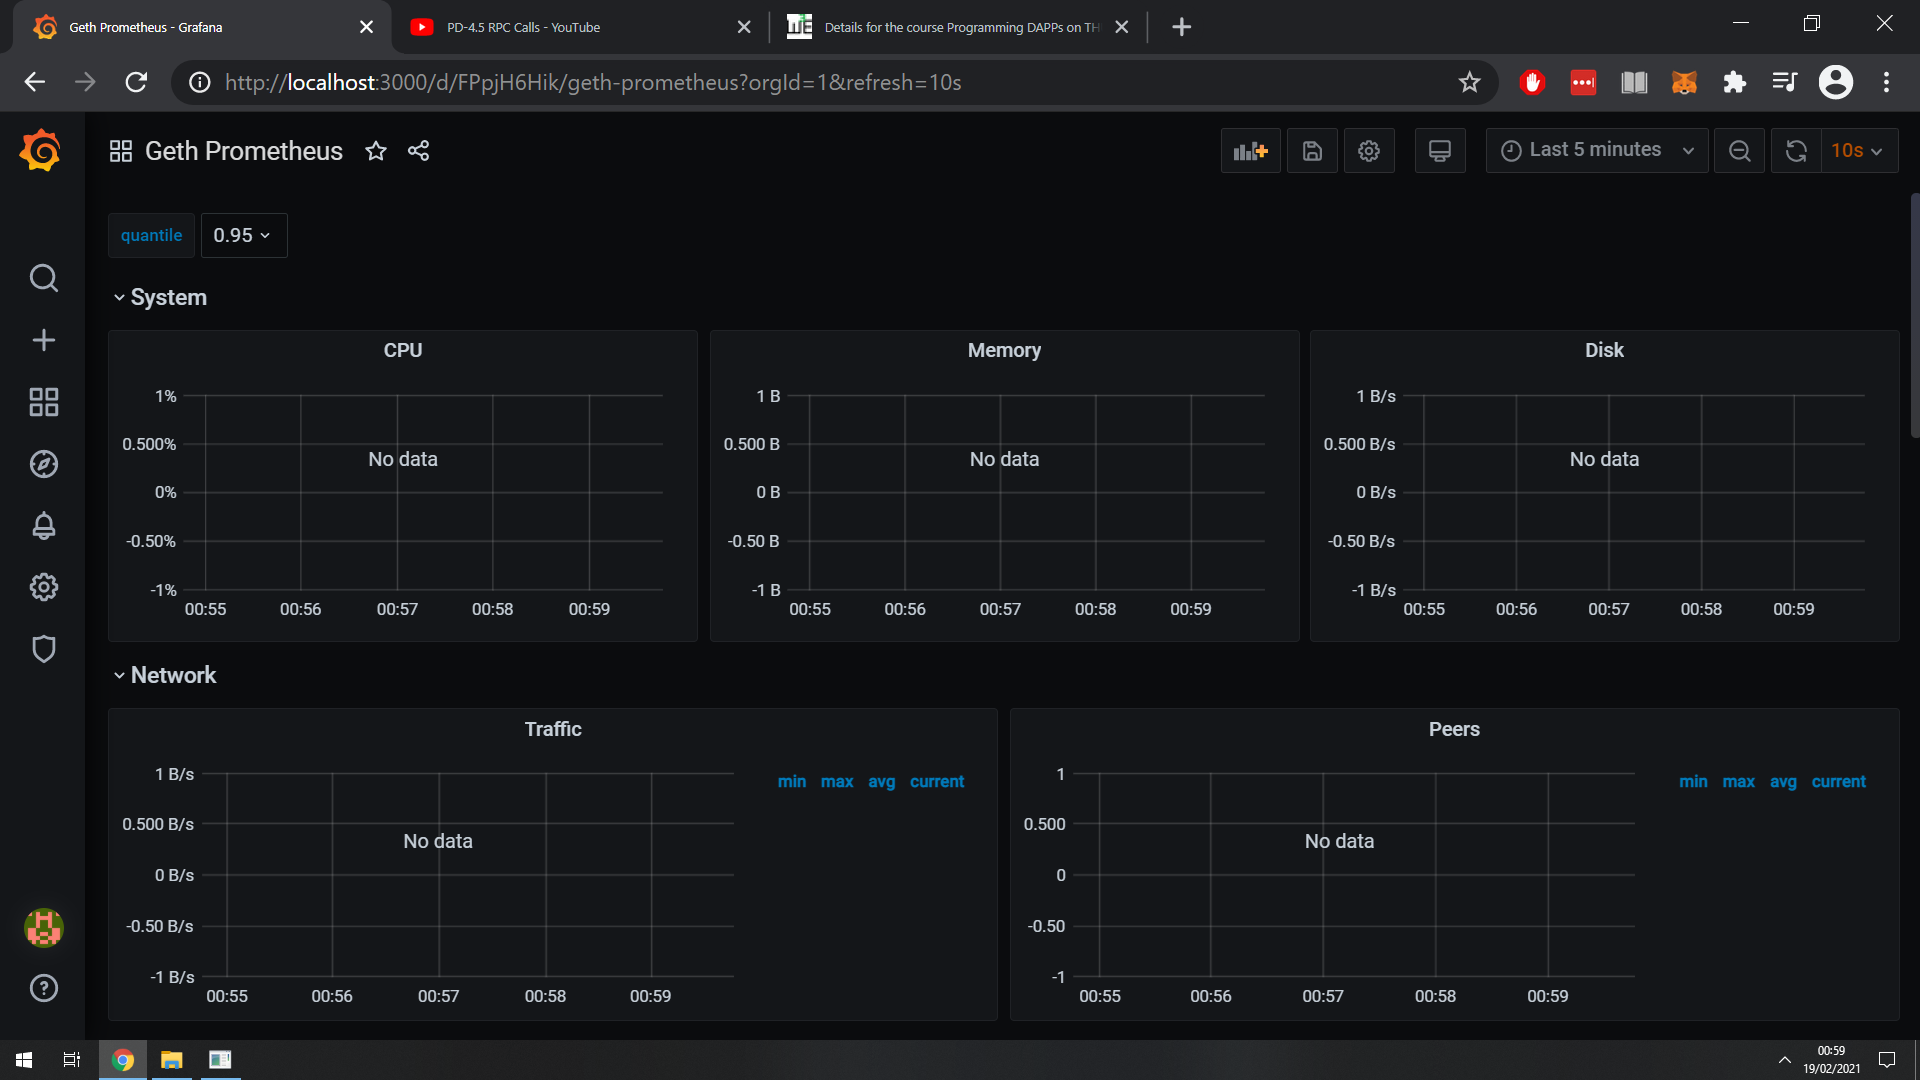 Geth Prometheus - Grafana
PD-4.5 RPC Calls - YouTube
Details for the course Programming DAPPs on TH
http://localhost:3000/d/FPpjH6Hik/geth-prometheus?orgId=1&refresh=10s
Geth Prometheus
Last 5 minutes
10s
quantile
0.95
System
CPU
1%
0.500%
0%
-0.50%
-1%
No data
00:55 00:56 00:57 00:58 00:59
Memory
1 B
0.500 B
0 B
-0.50 B
-1 B
No data
00:55 00:56 00:57 00:58 00:59
Disk
1 B/s
0.500 B/s
0 B/s
-0.50 B/s
-1 B/s
No data
00:55 00:56 00:57 00:58 00:59
Network
Traffic
1 B/s
0.500 B/s
0 B/s
-0.50 B/s
-1 B/s
No data
00:55 00:56 00:57 00:58 00:59
min max avg current
Peers
1
0.500
0
-0.50
-1
No data
00:55 00:56 00:57 00:58 00:59
min max avg current
00:59
19/02/2021